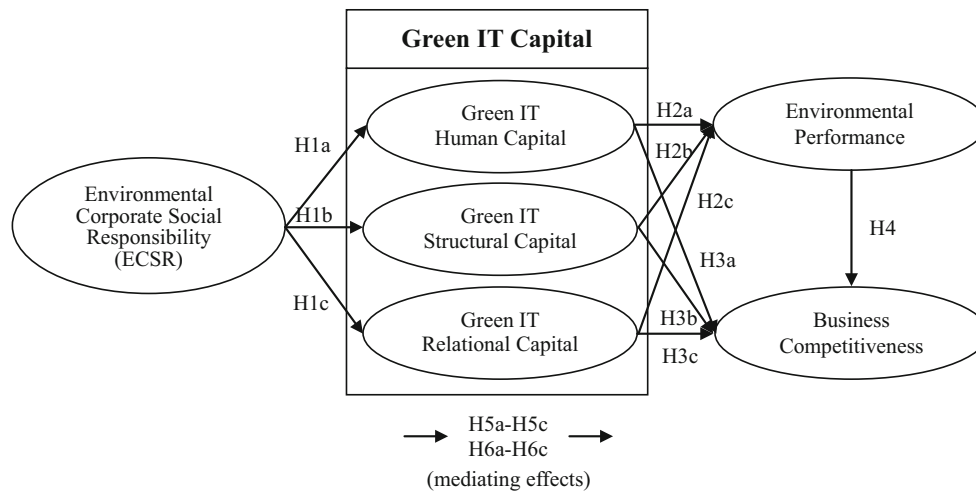 Green IT Capital
Environmental
Corporate Social
Responsibility
(ECSR)
H1a
H1b
H1c
Green IT
Human Capital
Green IT
Structural Capital
Green IT
Relational Capital
H2a
H2b
H2c
H3a
H3b
H3c
Environmental
Performance
H4
Business
Competitiveness
H5a-H5c
H6a-H6c
(mediating effects)